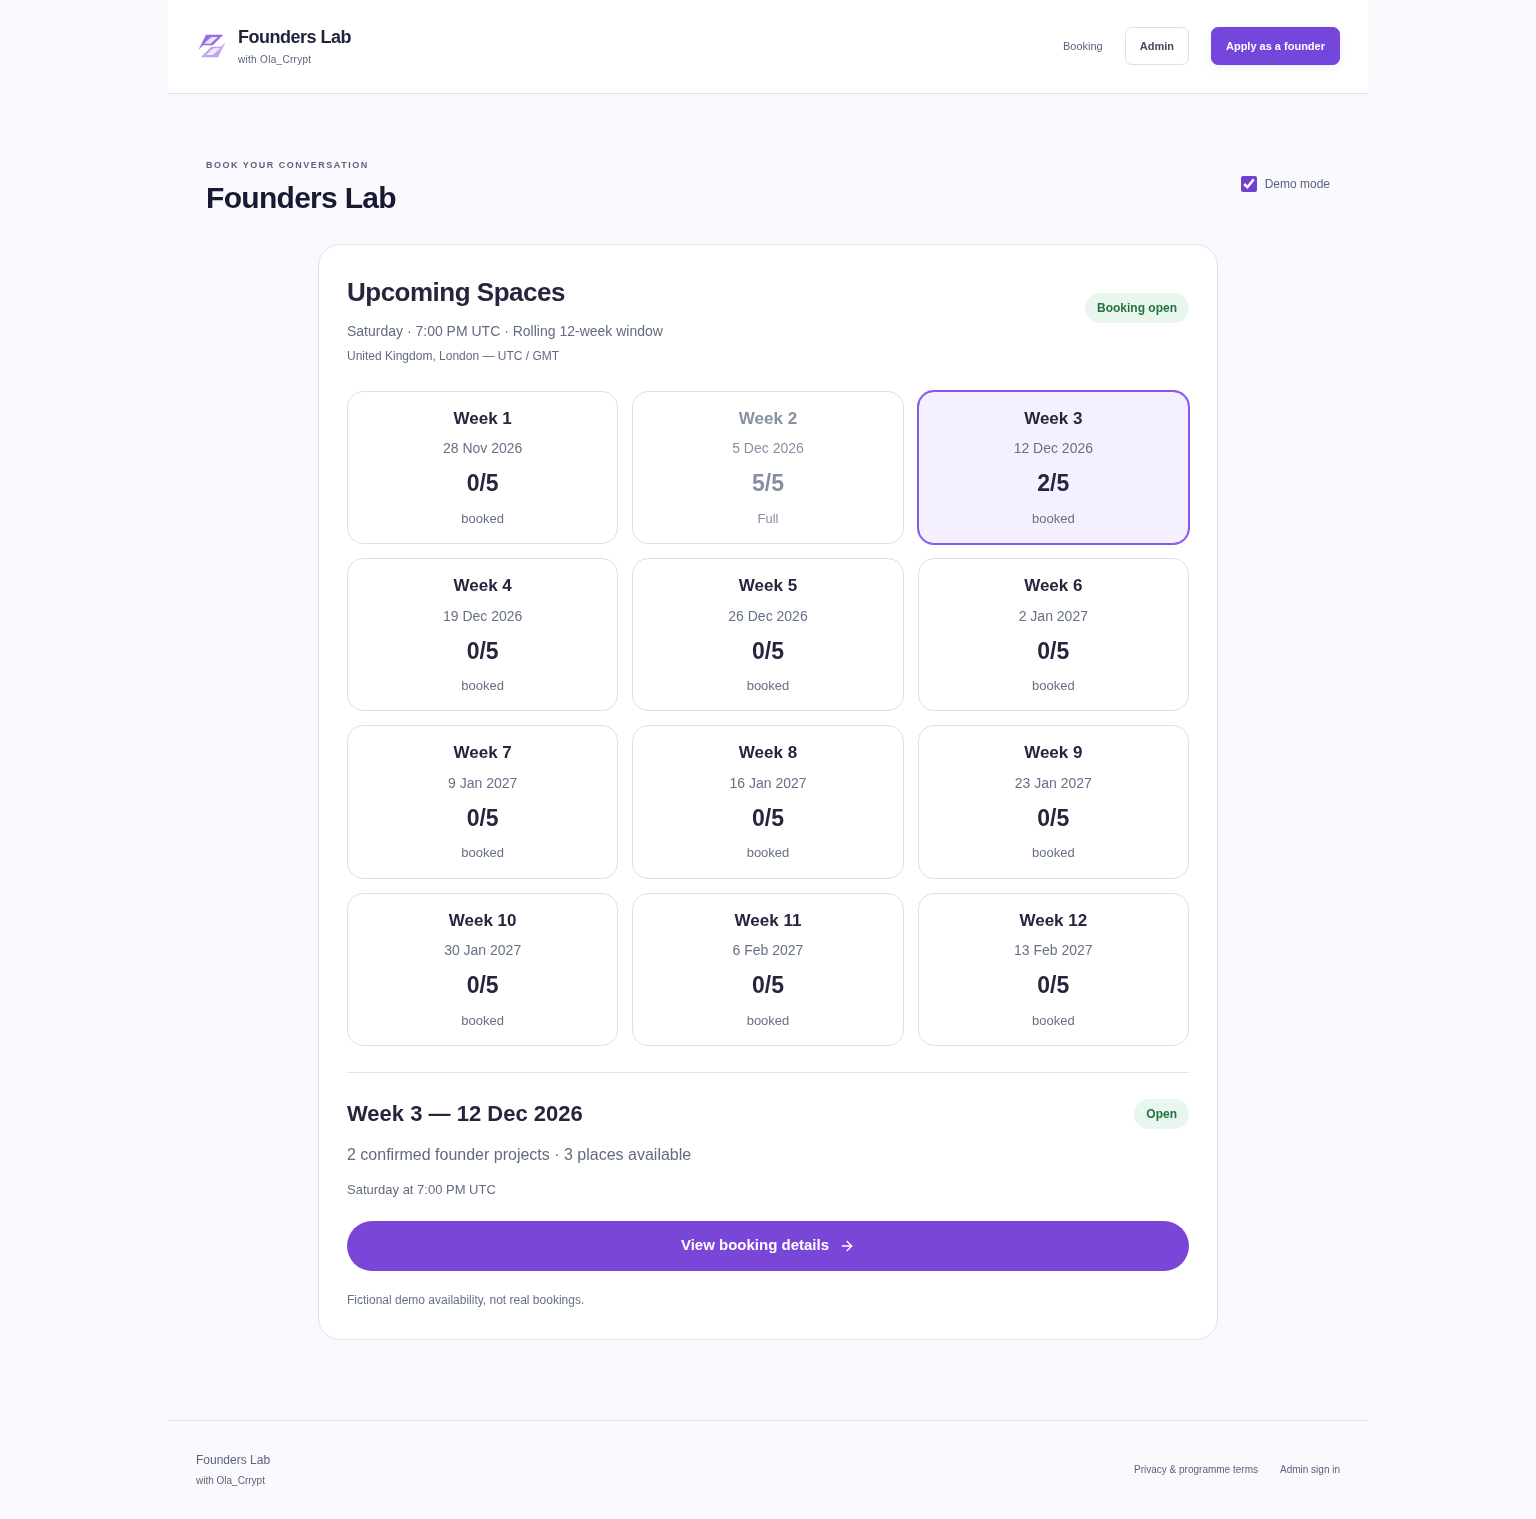 Founders Lab
with Ola_Crrypt
Booking
Admin
Apply as a founder
BOOK YOUR CONVERSATION
Founders Lab
Demo mode
Upcoming Spaces
Booking open
Saturday · 7:00 PM UTC · Rolling 12-week window
United Kingdom, London — UTC / GMT
Week 1
28 Nov 2026
0/5
booked
Week 2
5 Dec 2026
5/5
Full
Week 3
12 Dec 2026
2/5
booked
Week 4
19 Dec 2026
0/5
booked
Week 5
26 Dec 2026
0/5
booked
Week 6
2 Jan 2027
0/5
booked
Week 7
9 Jan 2027
0/5
booked
Week 8
16 Jan 2027
0/5
booked
Week 9
23 Jan 2027
0/5
booked
Week 10
30 Jan 2027
0/5
booked
Week 11
6 Feb 2027
0/5
booked
Week 12
13 Feb 2027
0/5
booked
Week 3 — 12 Dec 2026
Open
2 confirmed founder projects · 3 places available
Saturday at 7:00 PM UTC
View booking details →
Fictional demo availability, not real bookings.
Founders Lab
with Ola_Crrypt
Privacy & programme terms
Admin sign in